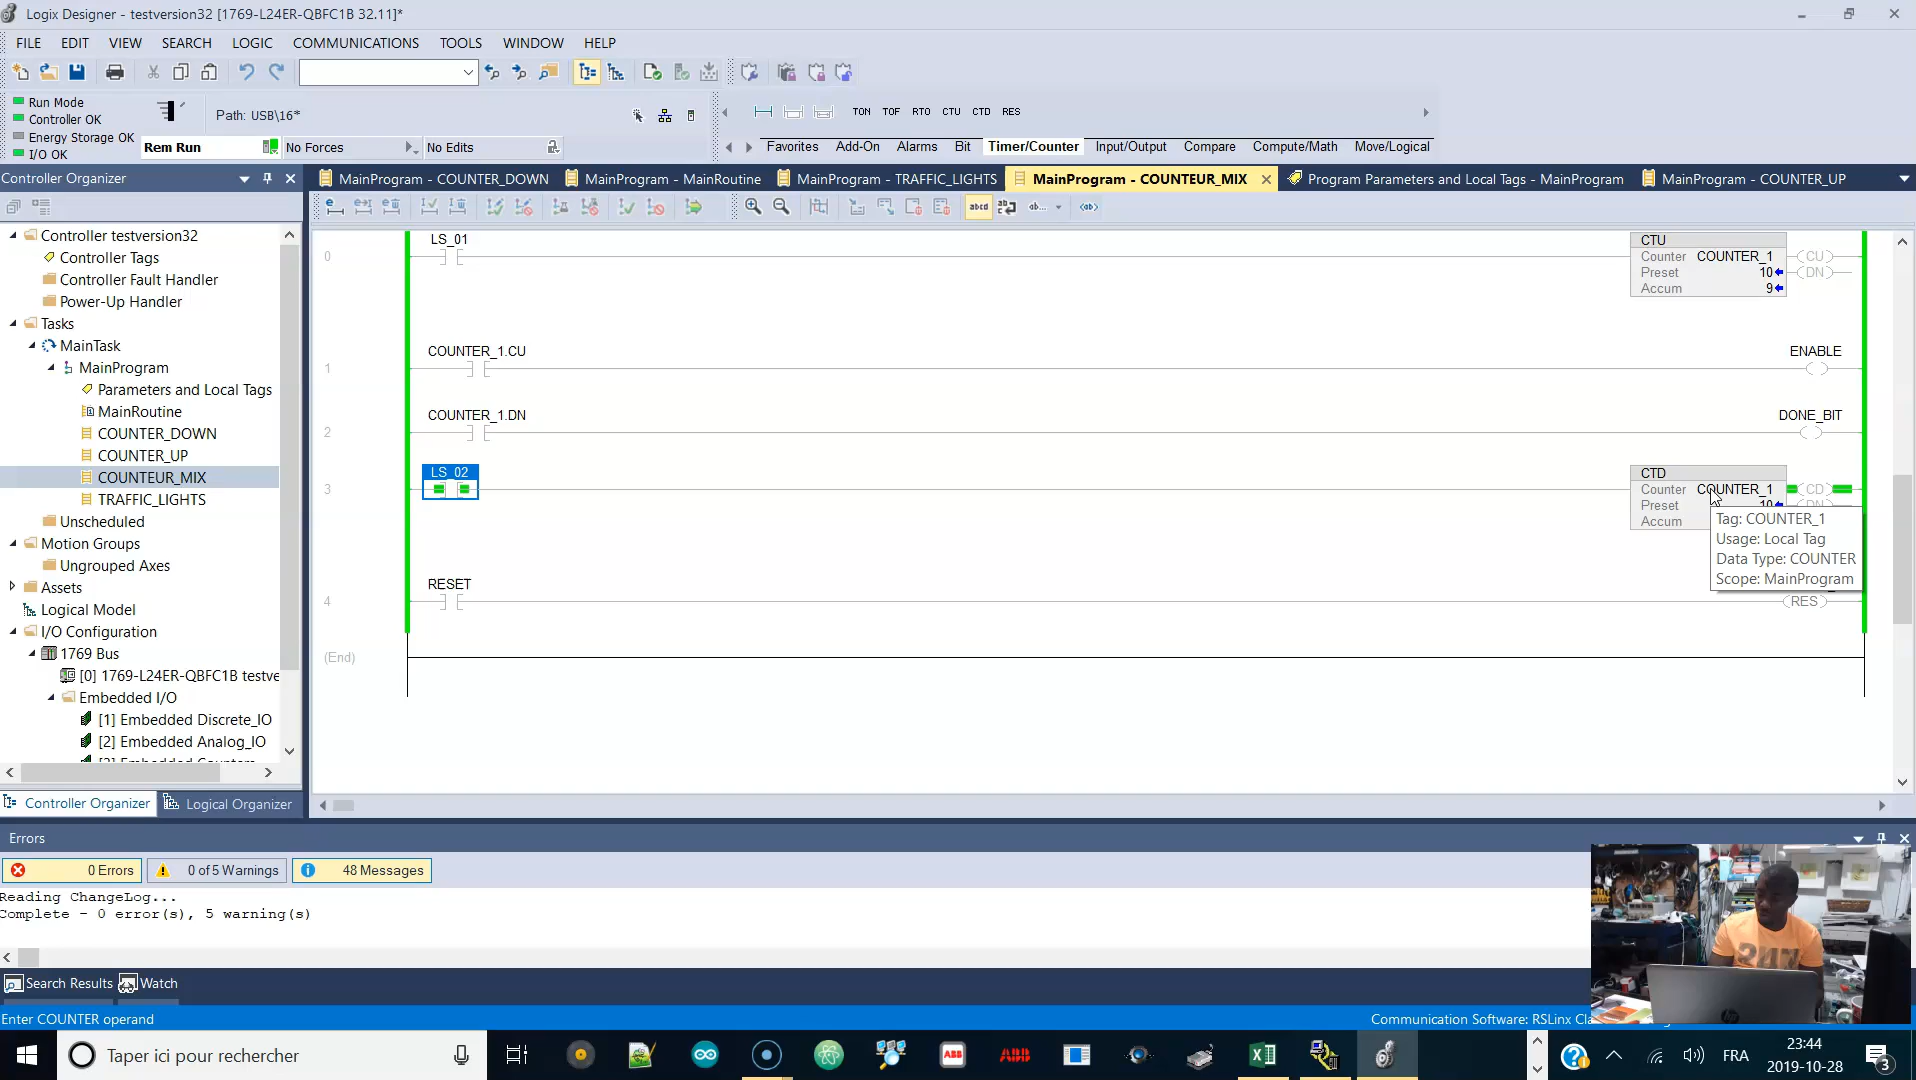 Logix Designer - testversion32 [1769-L24ER-QBFC1B 32.11]*
FILE EDIT VIEW SEARCH LOGIC COMMUNICATIONS TOOLS WINDOW HELP
Run Mode
Controller OK
Energy Storage OK
I/O OK
Path: USB\16*
Rem Run
No Forces
No Edits
TON TOF RTO CTU CTD RES
Favorites Add-On Alarms Bit Timer/Counter Input/Output Compare Compute/Math Move/Logical
Controller Organizer
MainProgram - COUNTER_DOWN
MainProgram - MainRoutine
MainProgram - TRAFFIC_LIGHTS
MainProgram - COUNTEUR_MIX
Program Parameters and Local Tags - MainProgram
MainProgram - COUNTER_UP
Controller testversion32
Controller Tags
Controller Fault Handler
Power-Up Handler
Tasks
MainTask
MainProgram
Parameters and Local Tags
MainRoutine
COUNTER_DOWN
COUNTER_UP
COUNTEUR_MIX
TRAFFIC_LIGHTS
Unscheduled
Motion Groups
Ungrouped Axes
Assets
Logical Model
I/O Configuration
1769 Bus
[0] 1769-L24ER-QBFC1B testve
Embedded I/O
[1] Embedded Discrete_IO
[2] Embedded Analog_IO
Controller Organizer
Logical Organizer
0
LS_01
CTU
Counter COUNTER_1
Preset 10
Accum 9
CU
DN
1
COUNTER_1.CU
ENABLE
2
COUNTER_1.DN
DONE_BIT
3
LS_02
CTD
Counter COUNTER_1
Preset 10
Accum
CD
DN
Tag: COUNTER_1
Usage: Local Tag
Data Type: COUNTER
Scope: MainProgram
4
RESET
RES
(End)
Errors
0 Errors
0 of 5 Warnings
48 Messages
Reading ChangeLog...
Complete - 0 error(s), 5 warning(s)
Search Results
Watch
Enter COUNTER operand
Communication Software: RSLinx Cla
Taper ici pour rechercher
ABB
ABB
FRA
23:44
2019-10-28
3